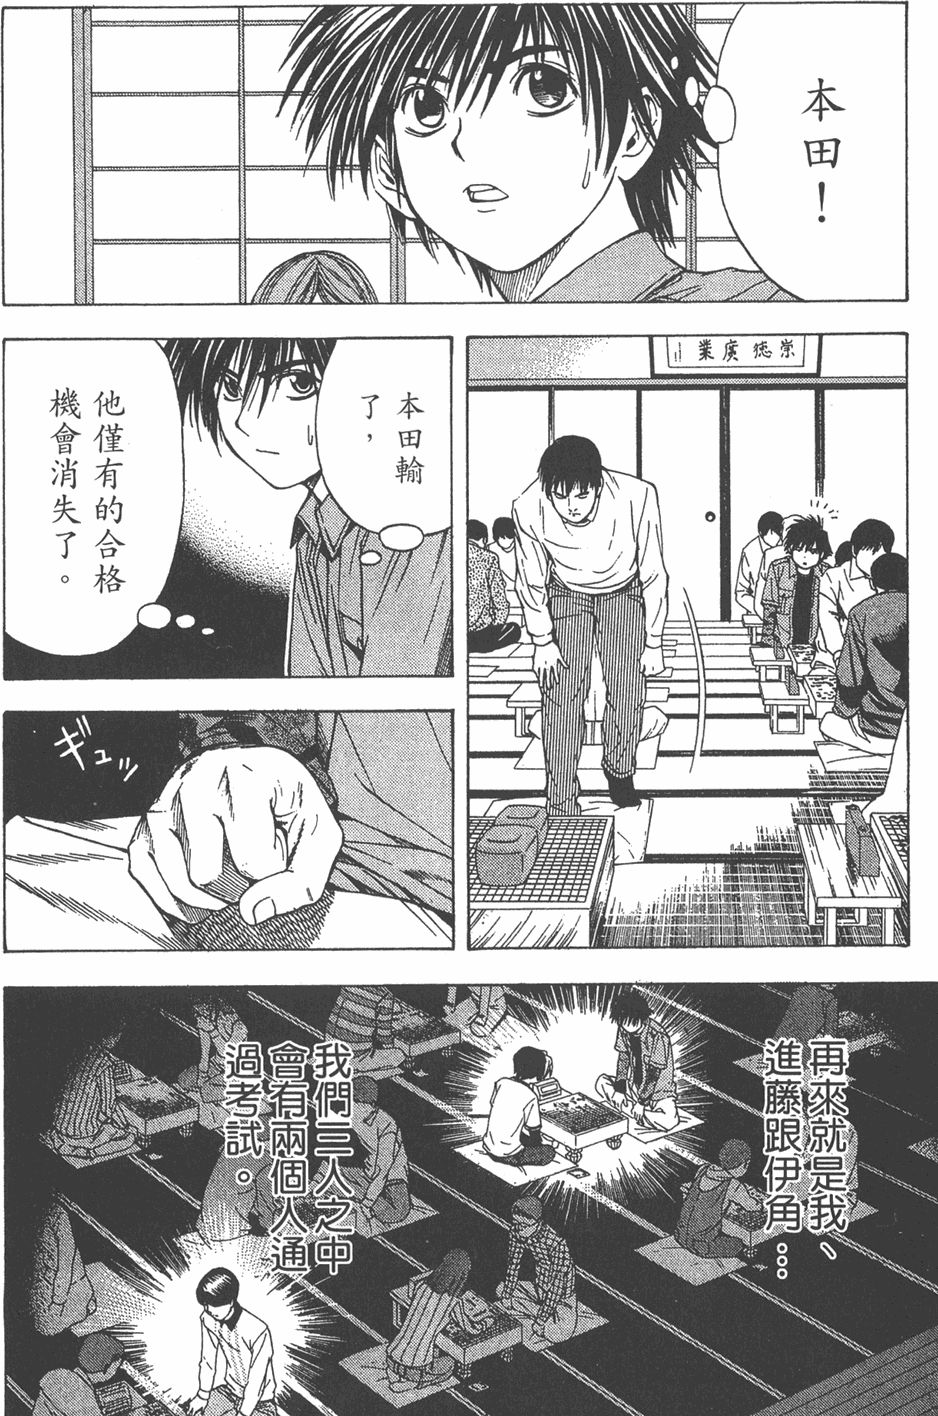 本田！
崇德廣業
本田輸
了，
他僅有的合格
機會消失了。
ギュッ
再來就是我、
進藤跟伊角⋯
我們三人之中
會有兩個人通
過考試。